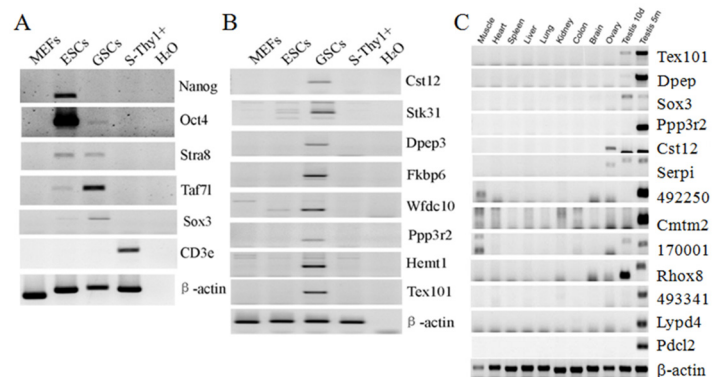 A
MEFs
ESCs
GSCs
S-Thy1+
H₂O
Nanog
Oct4
Stra8
Taf7l
Sox3
CD3e
β-actin
B
MEFs
ESCs
GSCs
S-Thy1+
H₂O
Cst12
Stk31
Dpep3
Fkbp6
Wfdc10
Ppp3r2
Hemt1
Tex101
β-actin
C
Muscle
Heart
Spleen
Liver
Lung
Kidney
Colon
Brain
Ovary
Testis 10d
Testis 5m
Tex101
Dpep
Sox3
Ppp3r2
Cst12
Serpi
492250
Cmtm2
170001
Rhox8
493341
Lypd4
Pdcl2
β-actin